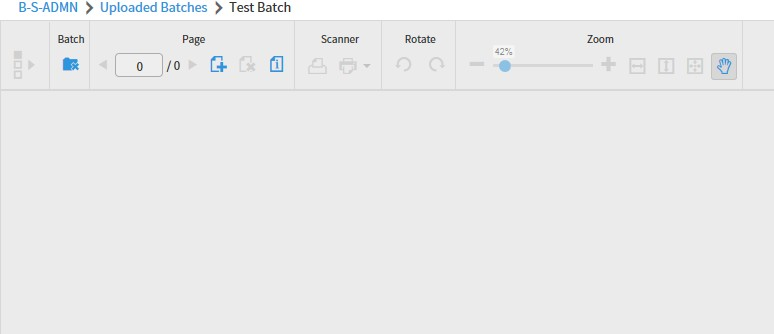 B-S-ADMN > Uploaded Batches > Test Batch
Batch Page Scanner Rotate Zoom
42%
0 / 0